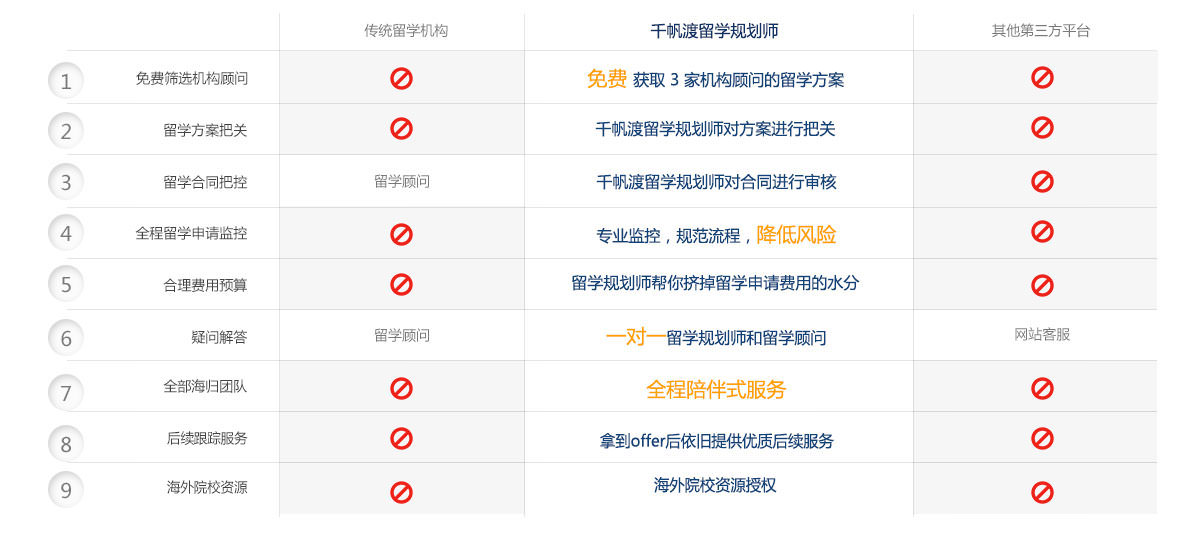 传统留学机构 千帆渡留学规划师 其他第三方平台
1 免费筛选机构顾问 免费 获取 3 家机构顾问的留学方案
2 留学方案把关 千帆渡留学规划师对方案进行把关
3 留学合同把控 留学顾问 千帆渡留学规划师对合同进行审核
4 全程留学申请监控 专业监控，规范流程，降低风险
5 合理费用预算 留学规划师帮你挤掉留学申请费用的水分
6 疑问解答 留学顾问 一对一留学规划师和留学顾问 网站客服
7 全部海归团队 全程陪伴式服务
8 后续跟踪服务 拿到offer后依旧提供优质后续服务
9 海外院校资源 海外院校资源授权